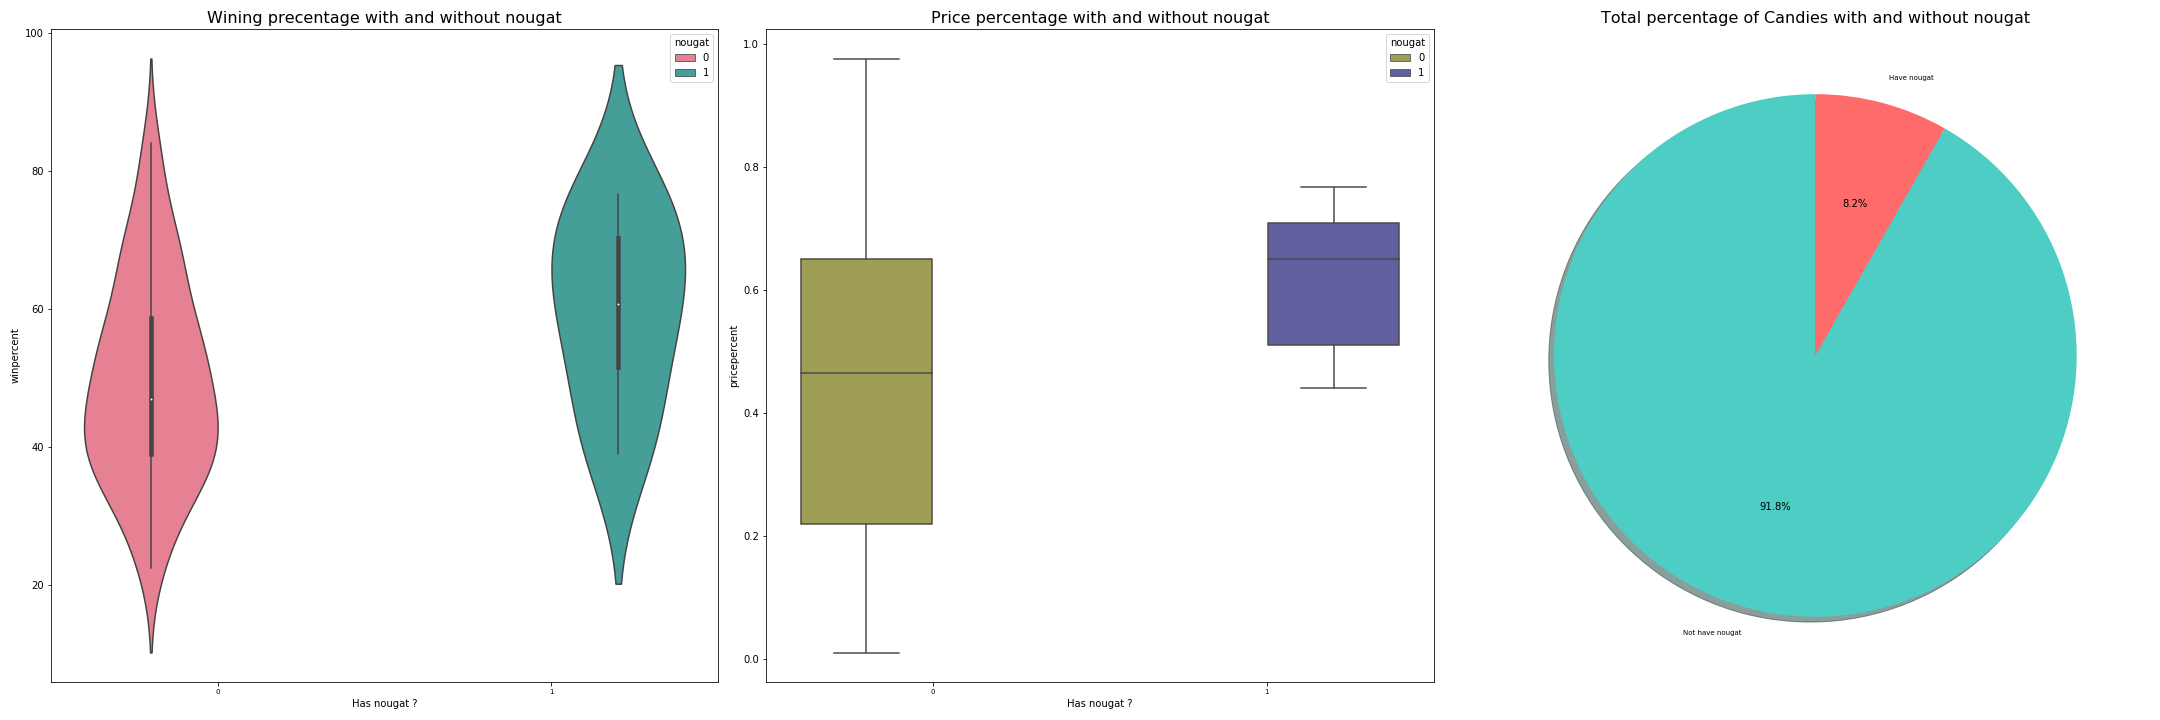 Wining precentage with and without nougat
nougat
0
1
100
80
60
40
20
winpercent
0
1
Has nougat ?
Price percentage with and without nougat
nougat
0
1
1.0
0.8
0.6
0.4
0.2
0.0
pricepercent
0
1
Has nougat ?
Total percentage of Candies with and without nougat
Have nougat
8.2%
91.8%
Not have nougat